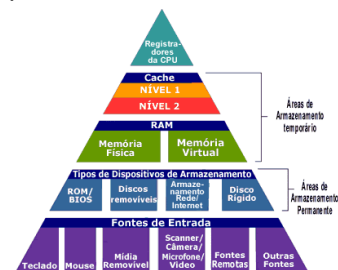 Registra-
dores
da CPU
Cache
NÍVEL 1
NÍVEL 2
RAM
Memória
Física
Memória
Virtual
Áreas de
Armazenamento
temporário
Tipos de Dispositivos de Armazenamento
ROM/
BIOS
Discos
removíveis
Armaze-
namento
Rede/
Internet
Disco
Rígido
Áreas de
Armazenamento
Permanente
Fontes de Entrada
Teclado
Mouse
Mídia
Removivel
Scanner/
Câmera/
Microfone/
Video
Fontes
Remotas
Outras
Fontes